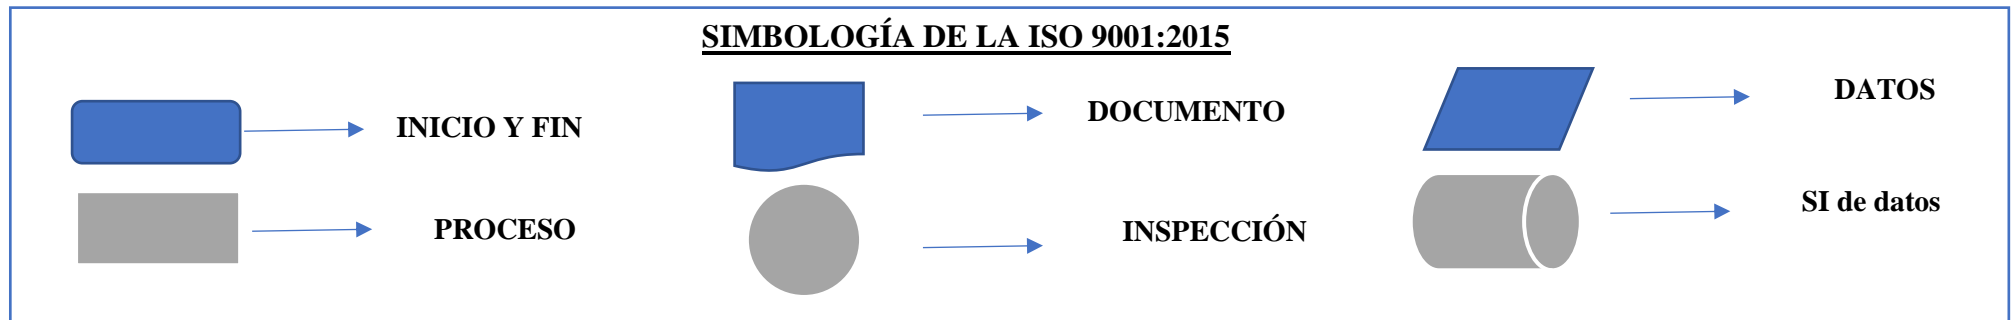 SIMBOLOGÍA DE LA ISO 9001:2015
INICIO Y FIN
DOCUMENTO
DATOS
PROCESO
INSPECCIÓN
SI de datos